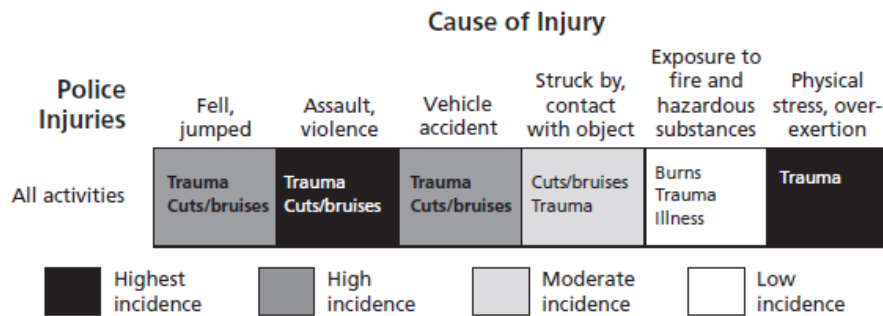 Cause of Injury
Police
Injuries
Fell,
jumped
Assault,
violence
Vehicle
accident
Struck by,
contact
with object
Exposure to
fire and
hazardous
substances
Physical
stress, over-
exertion
All activities
Trauma
Cuts/bruises
Trauma
Cuts/bruises
Trauma
Cuts/bruises
Cuts/bruises
Trauma
Burns
Trauma
Illness
Trauma
Highest
incidence
High
incidence
Moderate
incidence
Low
incidence